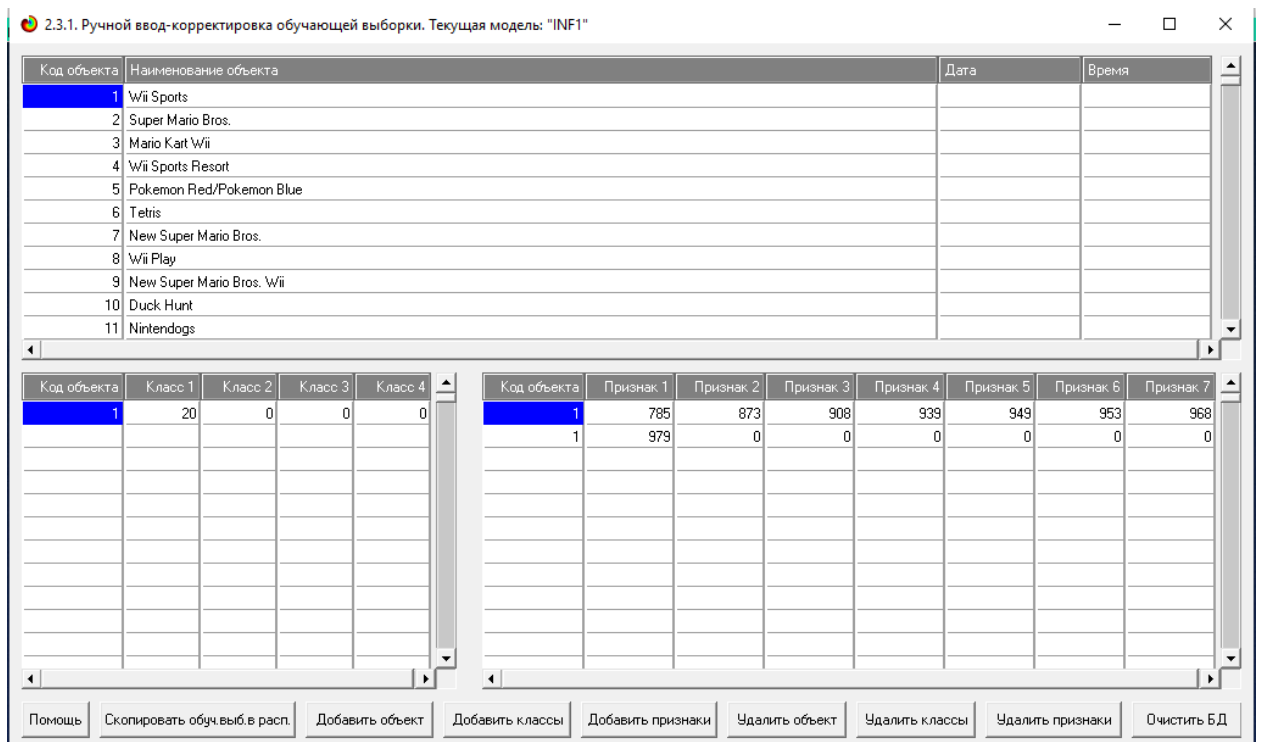 2.3.1. Ручной ввод-корректировка обучающей выборки. Текущая модель: "INF1"
Код объекта Наименование объекта Дата Время
1 Wii Sports
2 Super Mario Bros.
3 Mario Kart Wii
4 Wii Sports Resort
5 Pokemon Red/Pokemon Blue
6 Tetris
7 New Super Mario Bros.
8 Wii Play
9 New Super Mario Bros. Wii
10 Duck Hunt
11 Nintendogs
Код объекта Класс 1 Класс 2 Класс 3 Класс 4
1 20 0 0 0
Код объекта Признак 1 Признак 2 Признак 3 Признак 4 Признак 5 Признак 6 Признак 7
1 785 873 908 939 949 953 968
1 979 0 0 0 0 0 0
Помощь Скопировать обуч.выб.в расп. Добавить объект Добавить классы Добавить признаки Удалить объект Удалить классы Удалить признаки Очистить БД